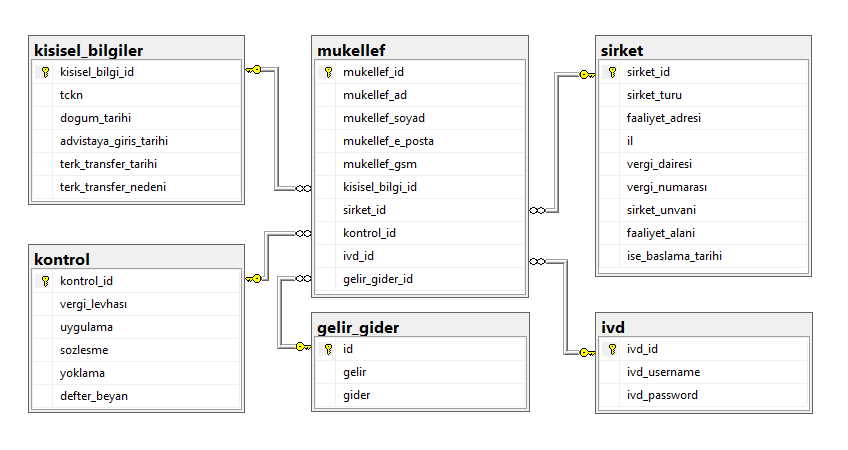 kisisel_bilgiler
kisisel_bilgi_id
tckn
dogum_tarihi
advistaya_giris_tarihi
terk_transfer_tarihi
terk_transfer_nedeni
mukellef
mukellef_id
mukellef_ad
mukellef_soyad
mukellef_e_posta
mukellef_gsm
kisisel_bilgi_id
sirket_id
kontrol_id
ivd_id
gelir_gider_id
sirket
sirket_id
sirket_turu
faaliyet_adresi
il
vergi_dairesi
vergi_numarası
sirket_unvani
faaliyet_alani
ise_baslama_tarihi
kontrol
kontrol_id
vergi_levhası
uygulama
sozlesme
yoklama
defter_beyan
gelir_gider
id
gelir
gider
ivd
ivd_id
ivd_username
ivd_password